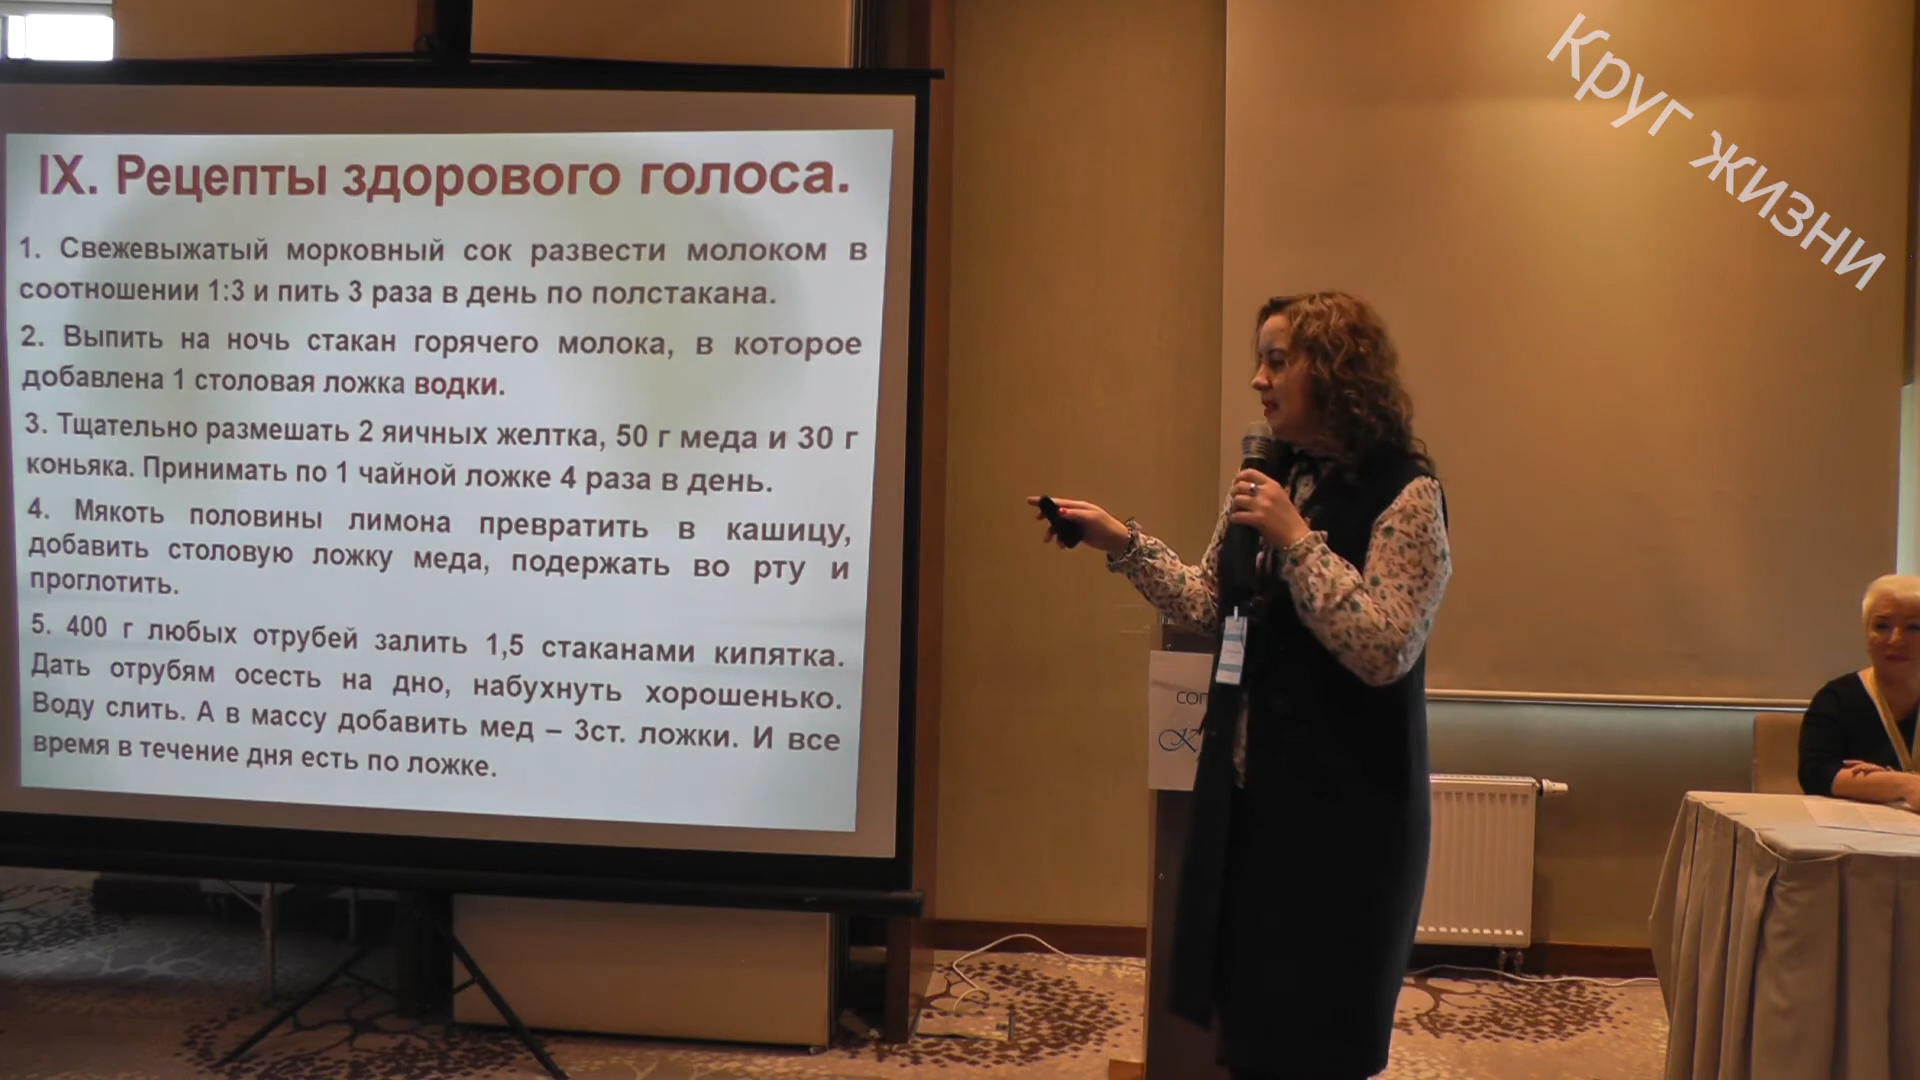 Круг жизни
IX. Рецепты здорового голоса.
1. Свежевыжатый морковный сок развести молоком в
соотношении 1:3 и пить 3 раза в день по полстакана.
2. Выпить на ночь стакан горячего молока, в которое
добавлена 1 столовая ложка водки.
3. Тщательно размешать 2 яичных желтка, 50 г меда и 30 г
коньяка. Принимать по 1 чайной ложке 4 раза в день.
4. Мякоть половины лимона превратить в кашицу,
добавить столовую ложку меда, подержать во рту и
проглотить.
5. 400 г любых отрубей залить 1,5 стаканами кипятка.
Дать отрубям осесть на дно, набухнуть хорошенько.
Воду слить. А в массу добавить мед – 3ст. ложки. И все
время в течение дня есть по ложке.